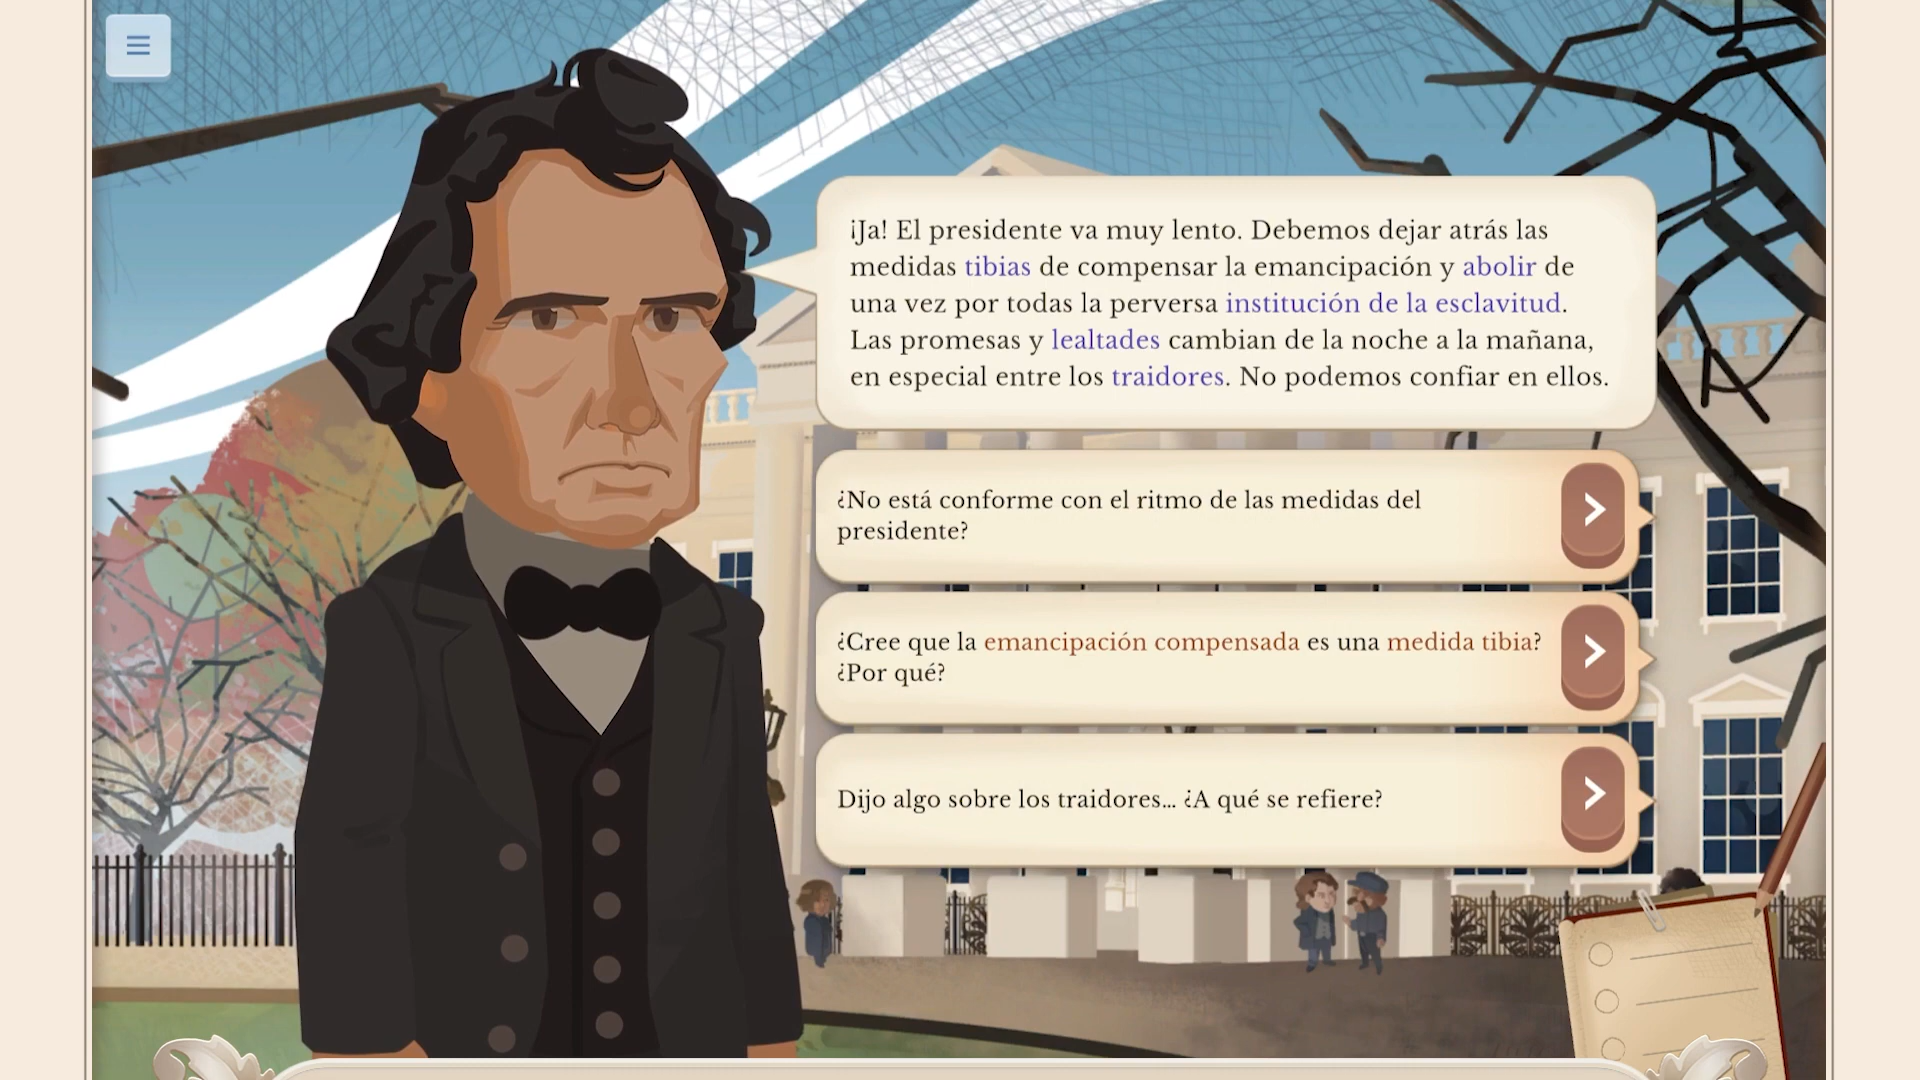 ¡Ja! El presidente va muy lento. Debemos dejar atrás las
medidas tibias de compensar la emancipación y abolir de
una vez por todas la perversa institución de la esclavitud.
Las promesas y lealtades cambian de la noche a la mañana,
en especial entre los traidores. No podemos confiar en ellos.
¿No está conforme con el ritmo de las medidas del
presidente?
¿Cree que la emancipación compensada es una medida tibia?
¿Por qué?
Dijo algo sobre los traidores... ¿A qué se refiere?